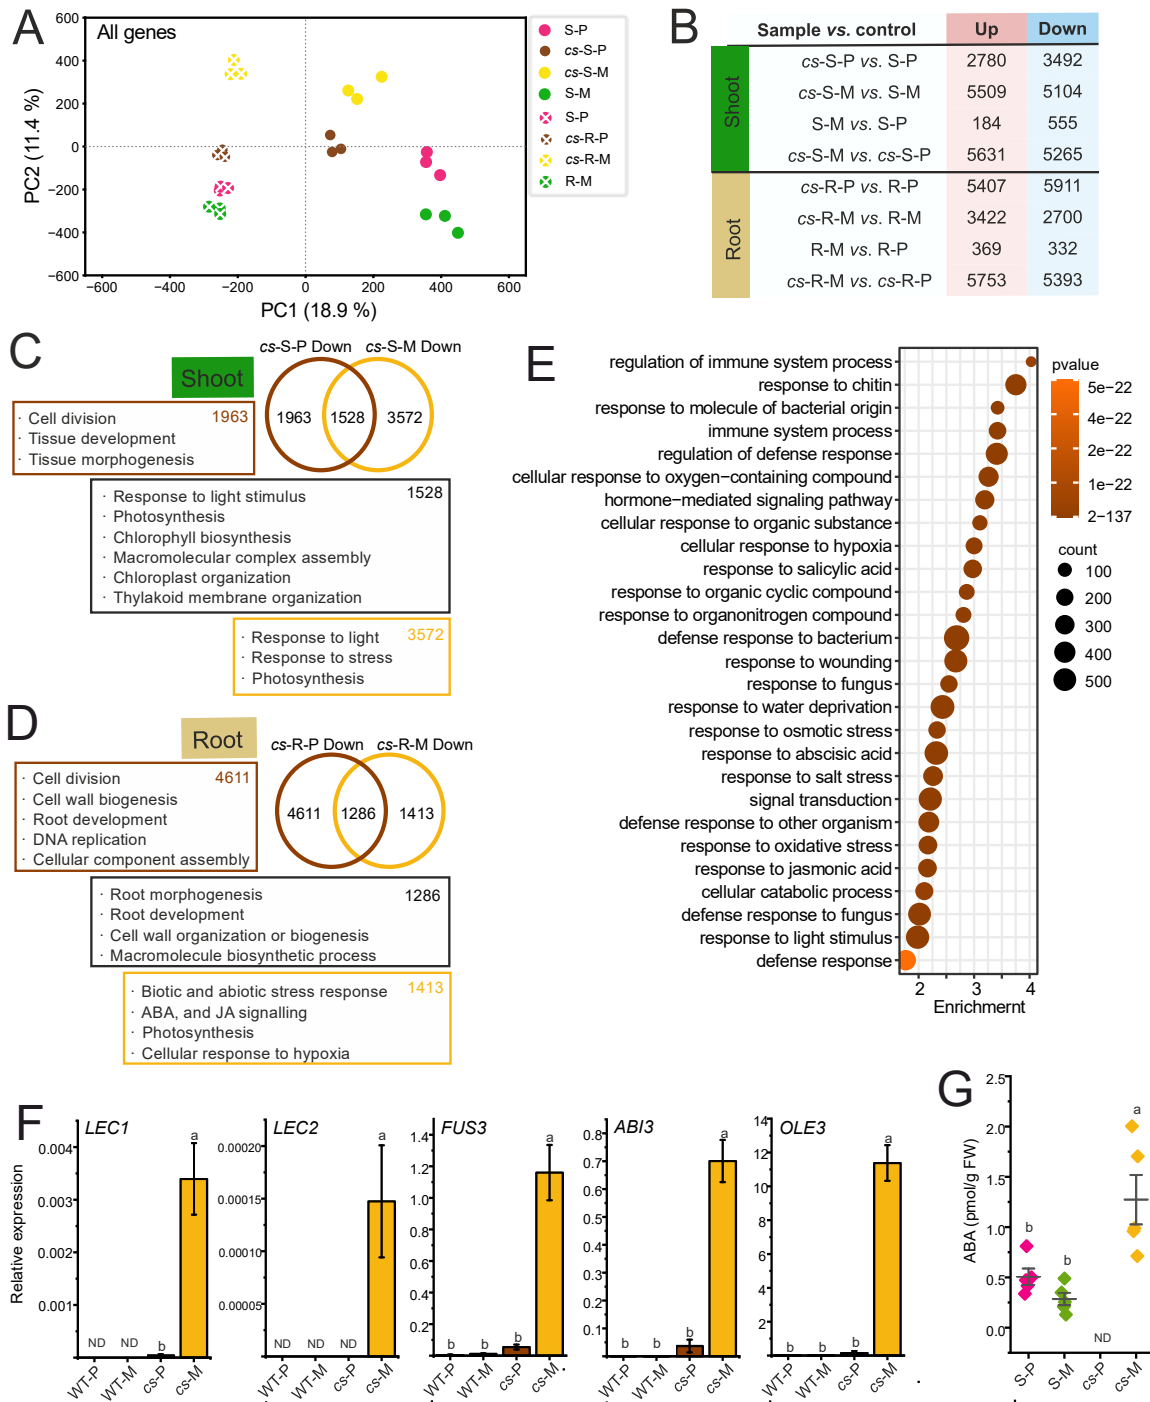 A
All genes
600
400
200
0
−200
−400
−600
PC2 (11.4 %)
−600
−400
−200
0
200
400
600
PC1 (18.9 %)
S-P
cs-S-P
cs-S-M
S-M
S-P
cs-R-P
cs-R-M
R-M
B
Sample vs. control Up Down
Shoot
cs-S-P vs. S-P 2780 3492
cs-S-M vs. S-M 5509 5104
S-M vs. S-P 184 555
cs-S-M vs. cs-S-P 5631 5265
Root
cs-R-P vs. R-P 5407 5911
cs-R-M vs. R-M 3422 2700
R-M vs. R-P 369 332
cs-R-M vs. cs-R-P 5753 5393
C
Shoot
cs-S-P Down cs-S-M Down
1963 1528 3572
· Cell division 1963
· Tissue development
· Tissue morphogenesis
· Response to light stimulus 1528
· Photosynthesis
· Chlorophyll biosynthesis
· Macromolecular complex assembly
· Chloroplast organization
· Thylakoid membrane organization
· Response to light 3572
· Response to stress
· Photosynthesis
D
Root
cs-R-P Down cs-R-M Down
4611 1286 1413
· Cell division 4611
· Cell wall biogenesis
· Root development
· DNA replication
· Cellular component assembly
· Root morphogenesis 1286
· Root development
· Cell wall organization or biogenesis
· Macromolecule biosynthetic process
· Biotic and abiotic stress response 1413
· ABA, and JA signalling
· Photosynthesis
· Cellular response to hypoxia
E
regulation of immune system process
response to chitin
response to molecule of bacterial origin
immune system process
regulation of defense response
cellular response to oxygen−containing compound
hormone−mediated signaling pathway
cellular response to organic substance
cellular response to hypoxia
response to salicylic acid
response to organic cyclic compound
response to organonitrogen compound
defense response to bacterium
response to wounding
response to fungus
response to water deprivation
response to osmotic stress
response to abscisic acid
response to salt stress
signal transduction
defense response to other organism
response to oxidative stress
response to jasmonic acid
cellular catabolic process
defense response to fungus
response to light stimulus
defense response
2 3 4
Enrichmernt
pvalue
5e−22
4e−22
2e−22
1e−22
2−137
count
100
200
300
400
500
F
Relative expression
LEC1
0.004
0.003
0.002
0.001
ND ND b a
WT-P WT-M cs-P cs-M
LEC2
0.00020
0.00015
0.00010
0.00005
ND ND ND a
WT-P WT-M cs-P cs-M
FUS3
1.4
1.2
1.0
0.8
0.6
0.4
0.2
b b b a
WT-P WT-M cs-P cs-M
ABI3
0.8
0.7
0.6
0.5
0.4
0.3
0.2
0.1
b b b a
WT-P WT-M cs-P cs-M
OLE3
14
12
10
8
6
4
2
b b b a
WT-P WT-M cs-P cs-M
G
ABA (pmol/g FW)
2.5
2.0
1.5
1.0
0.5
0.0
b b ND a
S-P S-M cs-P cs-M